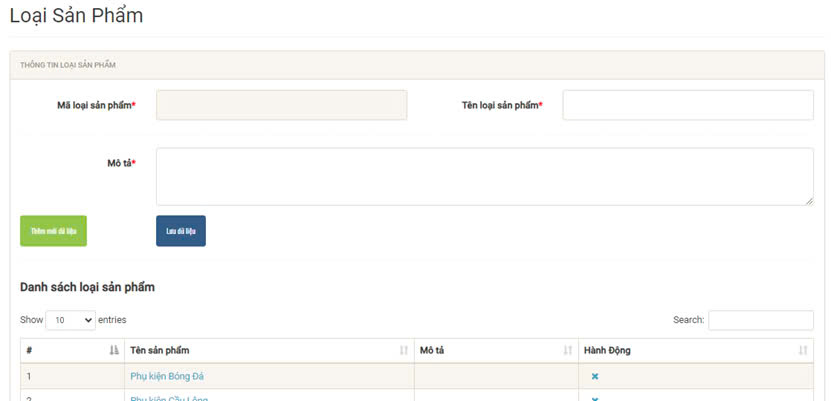 Loại Sản Phẩm
THÔNG TIN LOẠI SẢN PHẨM
Mã loại sản phẩm* Tên loại sản phẩm*
Mô tả*
Thêm mới dữ liệu Lưu dữ liệu
Danh sách loại sản phẩm
Show 10 entries Search:
# Tên sản phẩm Mô tả Hành Động
1 Phụ kiện Bóng Đá
2 Phụ kiện Cầu Lông